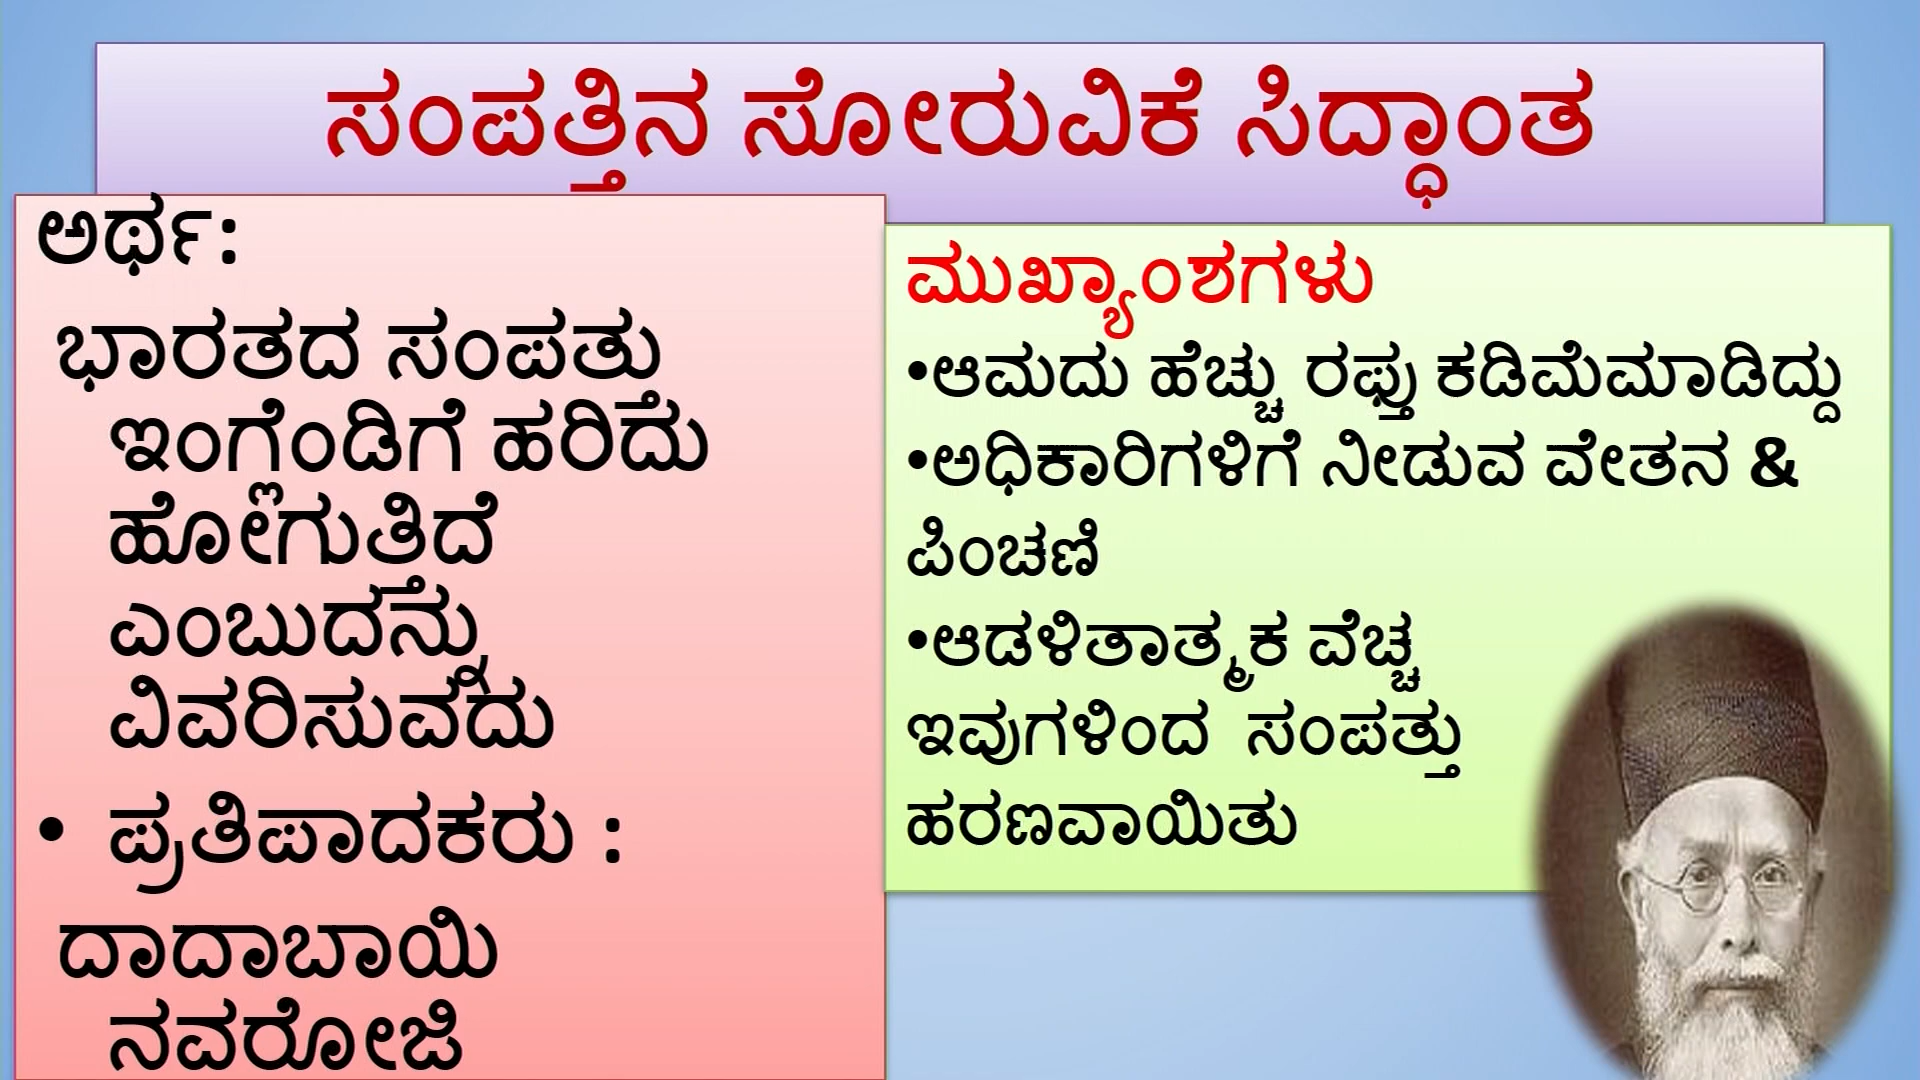 ಸಂಪತ್ತಿನ ಸೋರುವಿಕೆ ಸಿದ್ಧಾಂತ
ಅರ್ಥ:
ಭಾರತದ ಸಂಪತ್ತು
ಇಂಗ್ಲೆಂಡಿಗೆ ಹರಿದು
ಹೋಗುತ್ತಿದೆ
ಎಂಬುದನ್ನು
ವಿವರಿಸುವದು
• ಪ್ರತಿಪಾದಕರು :
ದಾದಾಬಾಯಿ
ನವರೋಜಿ
ಮುಖ್ಯಾಂಶಗಳು
•ಆಮದು ಹೆಚ್ಚು ರಫ್ತು ಕಡಿಮೆಮಾಡಿದ್ದು
•ಅಧಿಕಾರಿಗಳಿಗೆ ನೀಡುವ ವೇತನ &
ಪಿಂಚಣಿ
•ಆಡಳಿತಾತ್ಮಕ ವೆಚ್ಚ
ಇವುಗಳಿಂದ ಸಂಪತ್ತು
ಹರಣವಾಯಿತು